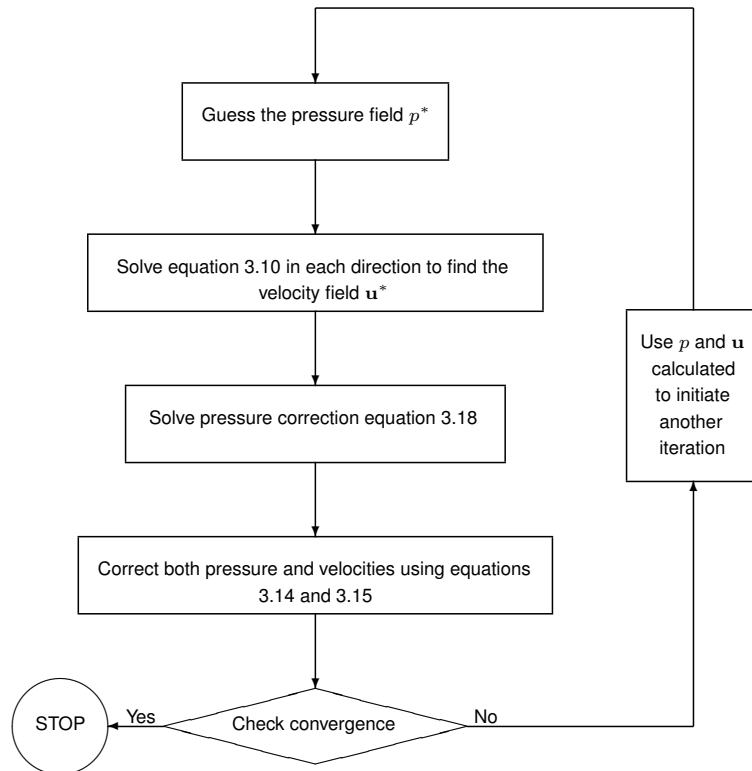 Guess the pressure field p*
Solve equation 3.10 in each direction to find the
velocity field u*
Solve pressure correction equation 3.18
Correct both pressure and velocities using equations
3.14 and 3.15
Check convergence
Yes
STOP
No
Use p and u
calculated
to initiate
another
iteration